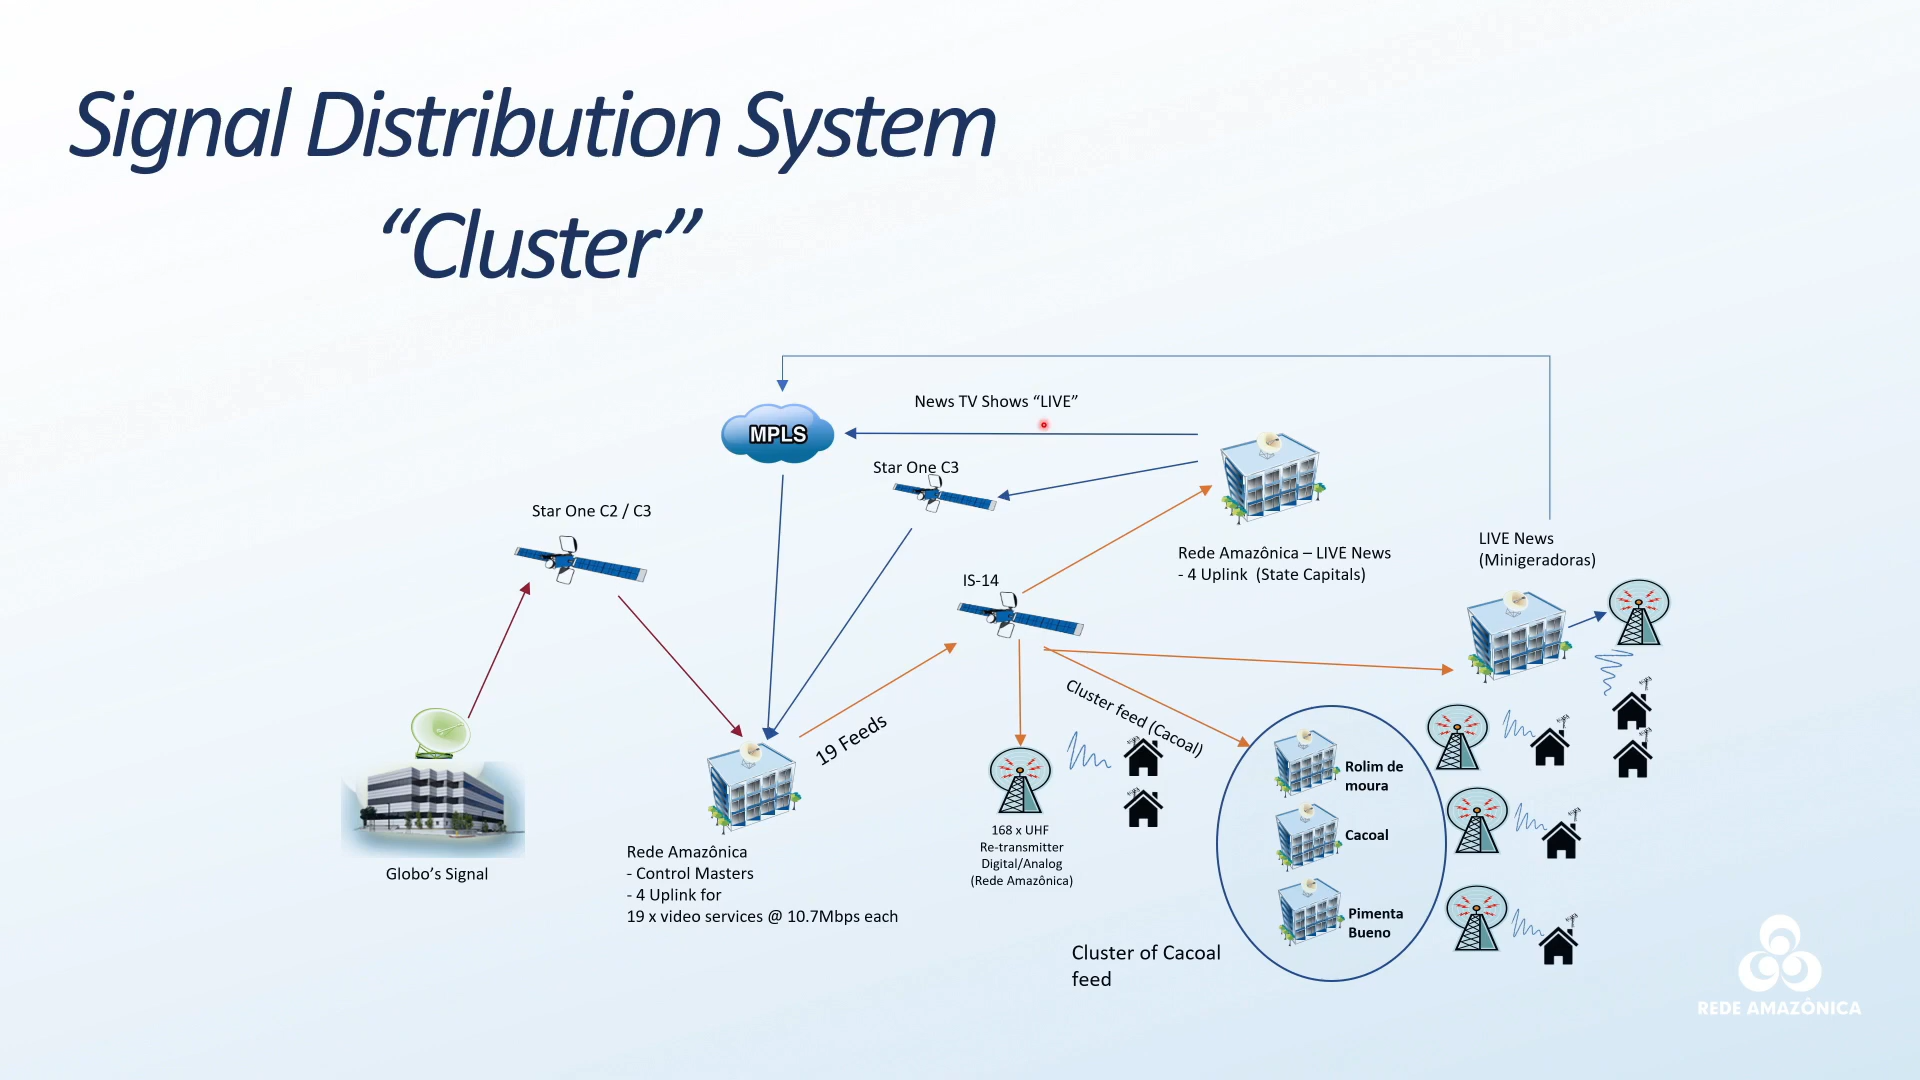 Signal Distribution System
“Cluster”
News TV Shows “LIVE”
MPLS
Star One C3
Star One C2 / C3
LIVE News
(Minigeradoras)
Rede Amazônica – LIVE News
- 4 Uplink (State Capitals)
IS-14
Cluster feed (Cacoal)
19 Feeds
Rolim de
moura
Cacoal
Pimenta
Bueno
168 x UHF
Re-transmitter
Digital/Analog
(Rede Amazônica)
Globo’s Signal
Rede Amazônica
- Control Masters
- 4 Uplink for
19 x video services @ 10.7Mbps each
Cluster of Cacoal
feed
REDE AMAZÔNICA